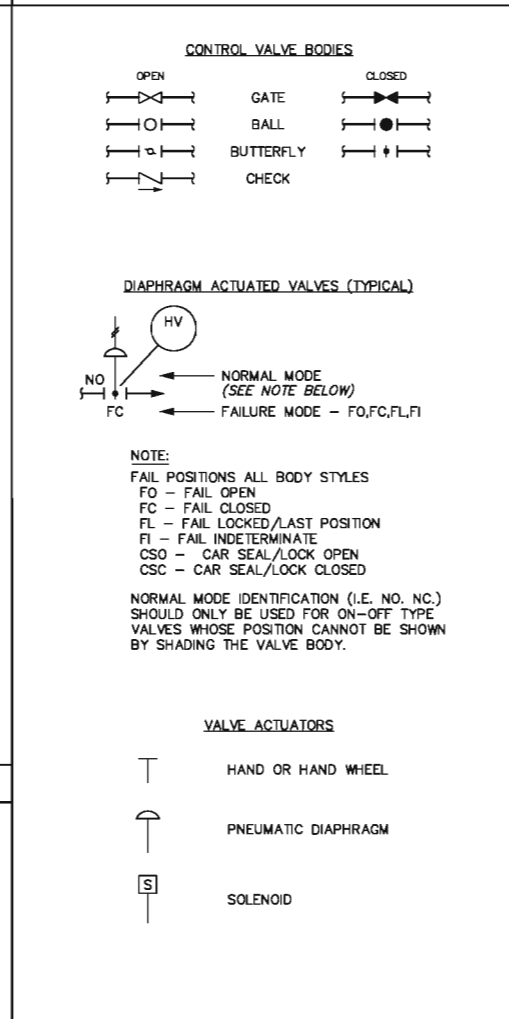 CONTROL VALVE BODIES
OPEN CLOSED
GATE
BALL
BUTTERFLY
CHECK
DIAPHRAGM ACTUATED VALVES (TYPICAL)
HV
NO NORMAL MODE
(SEE NOTE BELOW)
FC FAILURE MODE - FO,FC,FL,FI
NOTE:
FAIL POSITIONS ALL BODY STYLES
FO - FAIL OPEN
FC - FAIL CLOSED
FL - FAIL LOCKED/LAST POSITION
FI - FAIL INDETERMINATE
CSO - CAR SEAL/LOCK OPEN
CSC - CAR SEAL/LOCK CLOSED
NORMAL MODE IDENTIFICATION (I.E. NO. NC.)
SHOULD ONLY BE USED FOR ON-OFF TYPE
VALVES WHOSE POSITION CANNOT BE SHOWN
BY SHADING THE VALVE BODY.
VALVE ACTUATORS
HAND OR HAND WHEEL
PNEUMATIC DIAPHRAGM
S
SOLENOID